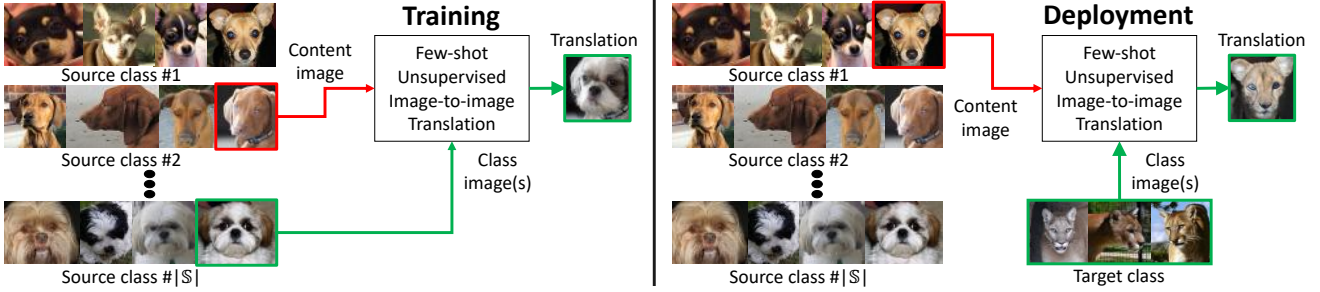 Training
Source class #1
Content
image
Few-shot
Unsupervised
Image-to-image
Translation
Translation
Source class #2
Class
image(s)
Source class #|𝕊|
Deployment
Source class #1
Content
image
Few-shot
Unsupervised
Image-to-image
Translation
Translation
Source class #2
Class
image(s)
Source class #|𝕊|
Target class